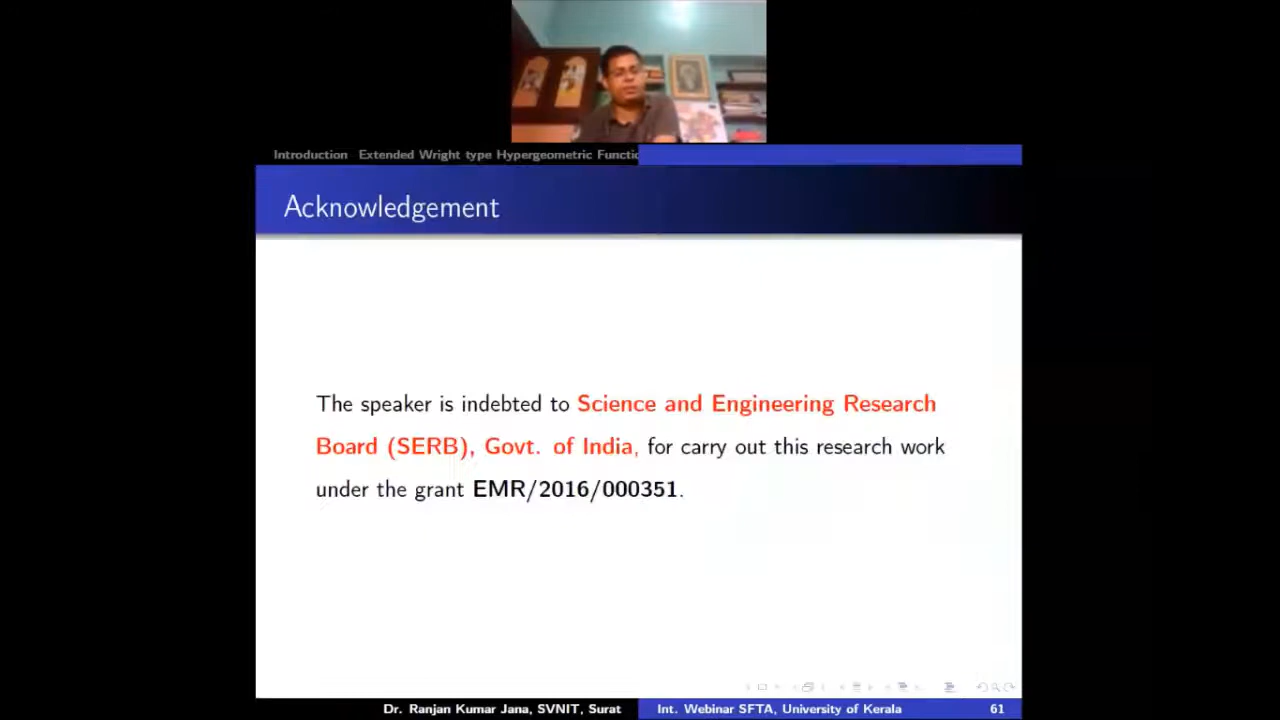 Introduction Extended Wright type Hypergeometric Functio
Acknowledgement
The speaker is indebted to Science and Engineering Research
Board (SERB), Govt. of India, for carry out this research work
under the grant EMR/2016/000351.
Dr. Ranjan Kumar Jana, SVNIT, Surat Int. Webinar SFTA, University of Kerala 61